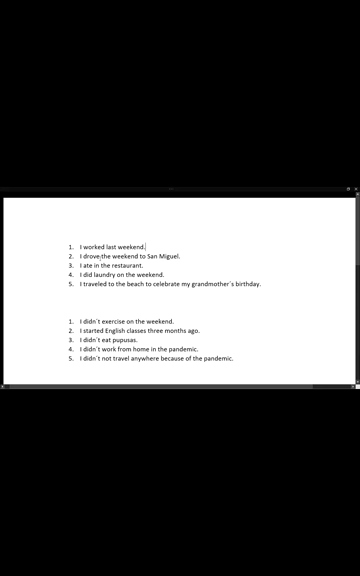 1. I worked last weekend.
2. I drove the weekend to San Miguel.
3. I ate in the restaurant.
4. I did laundry on the weekend.
5. I traveled to the beach to celebrate my grandmother´s birthday.
1. I didn´t exercise on the weekend.
2. I started English classes three months ago.
3. I didn´t eat pupusas.
4. I didn´t work from home in the pandemic.
5. I didn´t not travel anywhere because of the pandemic.